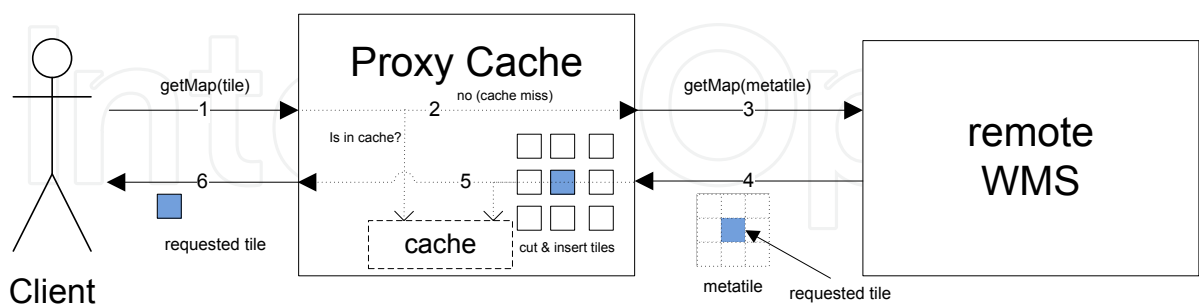 Proxy Cache
getMap(tile)
1
no (cache miss)
2
getMap(metatile)
3
Is in cache?
remote
WMS
6
5
4
requested tile
cache
cut & insert tiles
metatile
requested tile
Client